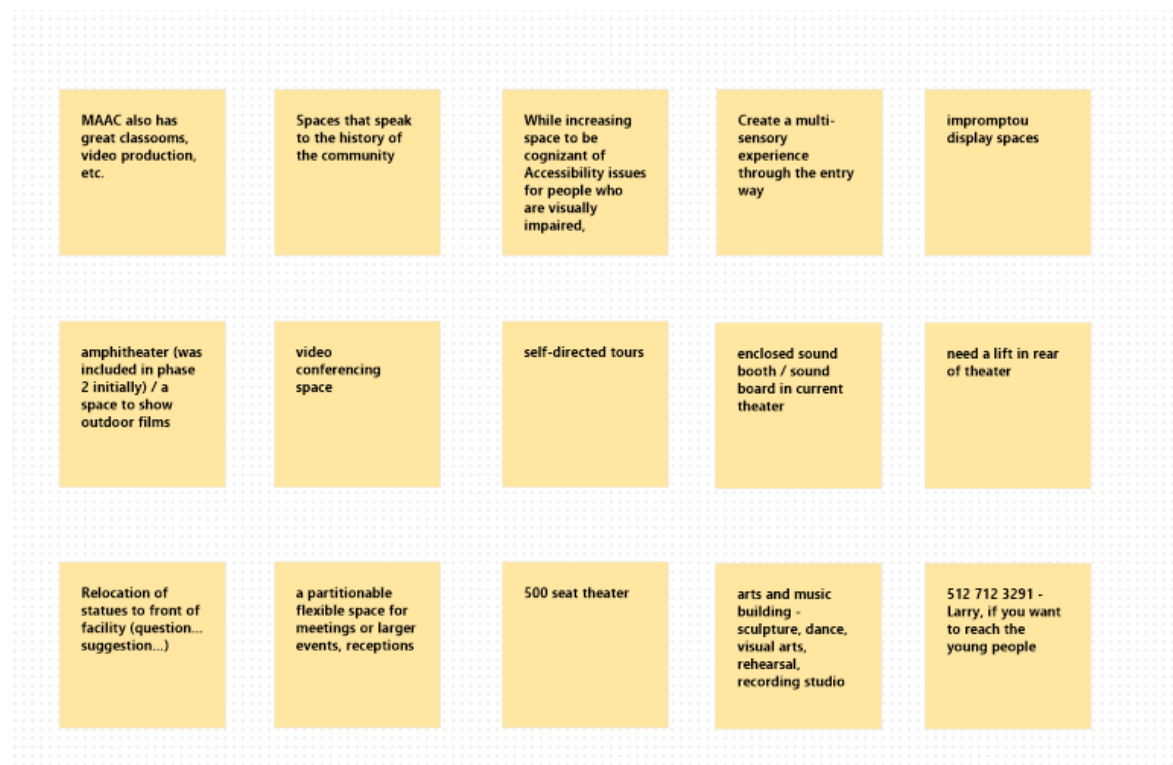 MAAC also has
great classooms,
video production,
etc.
Spaces that speak
to the history of
the community
While increasing
space to be
cognizant of
Accessibility issues
for people who
are visually
impaired,
Create a multi-
sensory
experience
through the entry
way
impromptou
display spaces
amphitheater (was
included in phase
2 initially) / a
space to show
outdoor films
video
conferencing
space
self-directed tours
enclosed sound
booth / sound
board in current
theater
need a lift in rear
of theater
Relocation of
statues to front of
facility (question...
suggestion...)
a partitionable
flexible space for
meetings or larger
events, receptions
500 seat theater
arts and music
building -
sculpture, dance,
visual arts,
rehearsal,
recording studio
512 712 3291 -
Larry, if you want
to reach the
young people